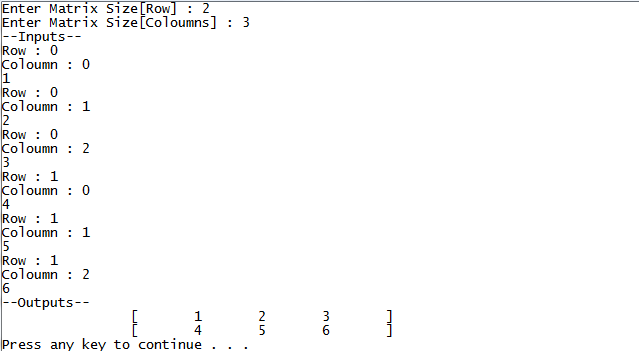 Enter Matrix Size[Row] : 2
Enter Matrix Size[Coloumns] : 3
--Inputs--
Row : 0
Coloumn : 0
1
Row : 0
Coloumn : 1
2
Row : 0
Coloumn : 2
3
Row : 1
Coloumn : 0
4
Row : 1
Coloumn : 1
5
Row : 1
Coloumn : 2
6
--Outputs--
[ 1 2 3 ]
[ 4 5 6 ]
Press any key to continue . . .